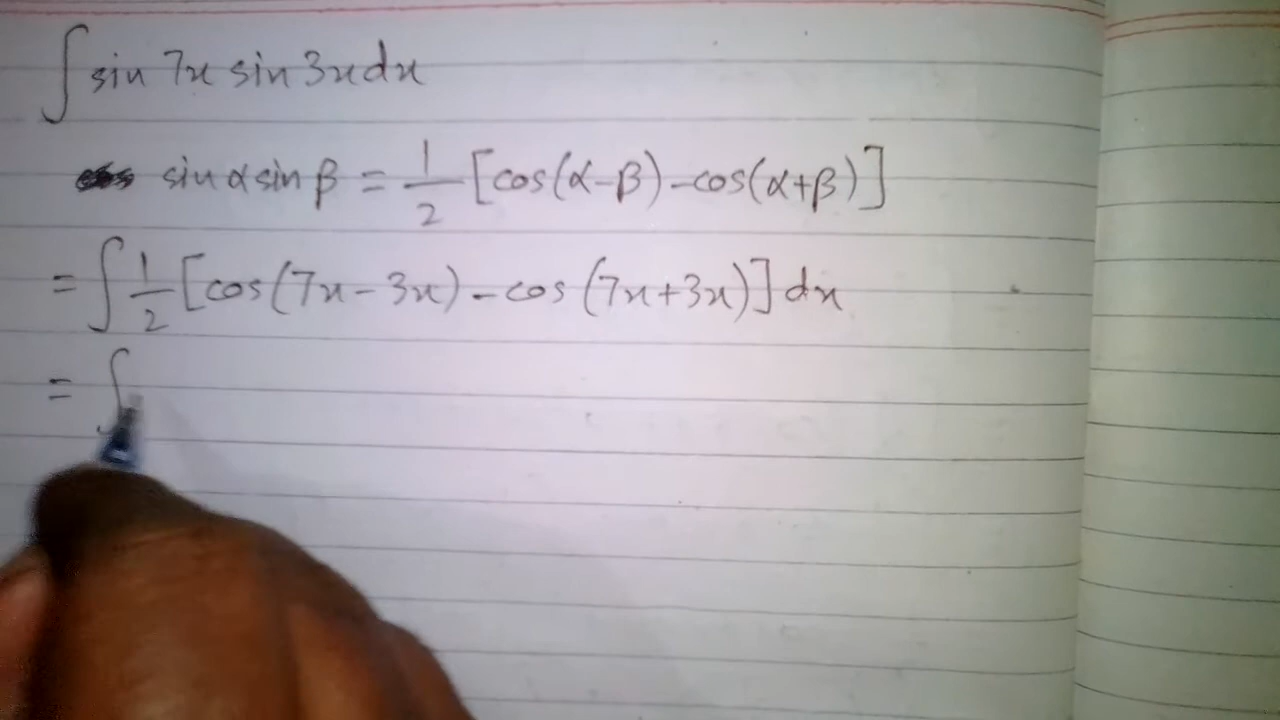 ∫ sin 7x sin 3x dx
sin α sin β = 1/2 [cos(α-β) - cos(α+β)]
= ∫ 1/2 [cos(7x - 3x) - cos(7x+3x)] dx
= ∫